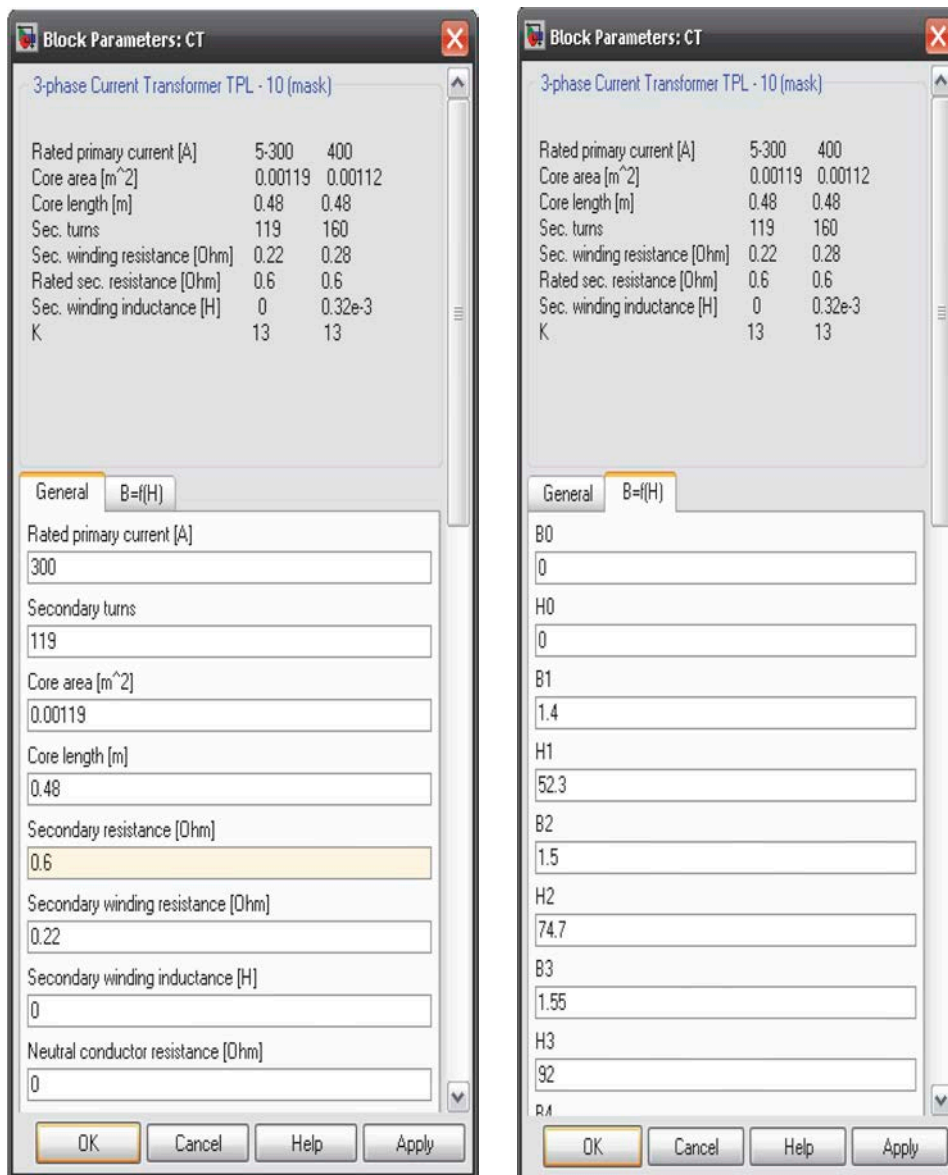 Block Parameters: CT
3-phase Current Transformer TPL - 10 (mask)
Rated primary current [A] 5-300 400
Core area [m^2] 0.00119 0.00112
Core length [m] 0.48 0.48
Sec. turns 119 160
Sec. winding resistance [Ohm] 0.22 0.28
Rated sec. resistance [Ohm] 0.6 0.6
Sec. winding inductance [H] 0 0.32e-3
K 13 13
General B=f(H)
Rated primary current [A]
300
Secondary turns
119
Core area [m^2]
0.00119
Core length [m]
0.48
Secondary resistance [Ohm]
0.6
Secondary winding resistance [Ohm]
0.22
Secondary winding inductance [H]
0
Neutral conductor resistance [Ohm]
0
OK Cancel Help Apply
Block Parameters: CT
3-phase Current Transformer TPL - 10 (mask)
Rated primary current [A] 5-300 400
Core area [m^2] 0.00119 0.00112
Core length [m] 0.48 0.48
Sec. turns 119 160
Sec. winding resistance [Ohm] 0.22 0.28
Rated sec. resistance [Ohm] 0.6 0.6
Sec. winding inductance [H] 0 0.32e-3
K 13 13
General B=f(H)
B0
0
H0
0
B1
1.4
H1
52.3
B2
1.5
H2
74.7
B3
1.55
H3
92
B4
OK Cancel Help Apply